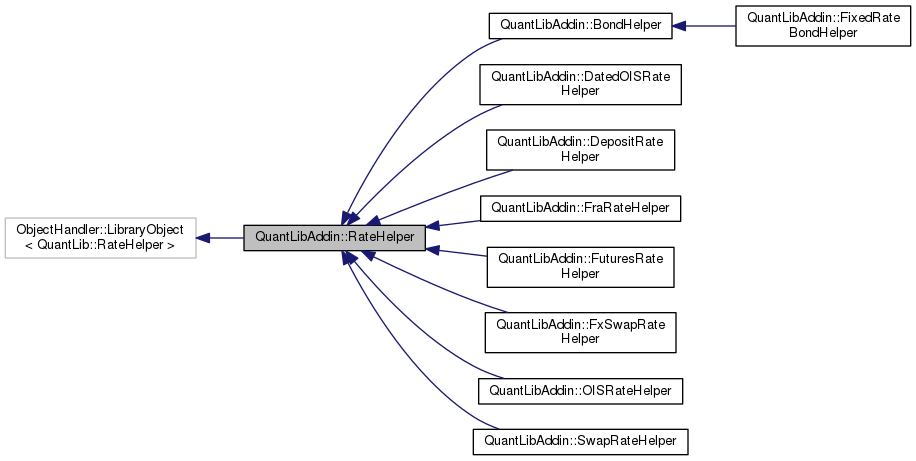 QuantLibAddin::BondHelper
QuantLibAddin::FixedRate
BondHelper
QuantLibAddin::DatedOISRate
Helper
QuantLibAddin::DepositRate
Helper
QuantLibAddin::FraRateHelper
ObjectHandler::LibraryObject
< QuantLib::RateHelper >
QuantLibAddin::RateHelper
QuantLibAddin::FuturesRate
Helper
QuantLibAddin::FxSwapRate
Helper
QuantLibAddin::OISRateHelper
QuantLibAddin::SwapRateHelper